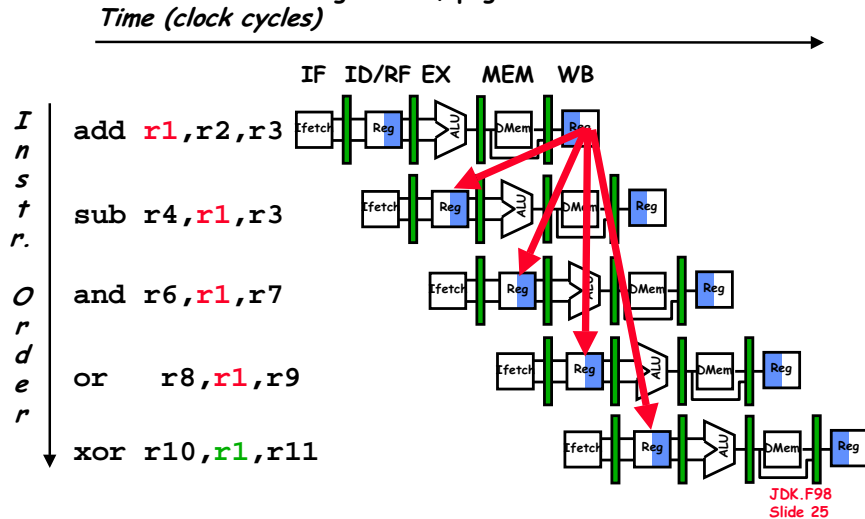 Time (clock cycles)
IF ID/RF EX MEM WB
Instr. Order
add r1,r2,r3 Ifetch Reg ALU DMem Reg
sub r4,r1,r3 Ifetch Reg ALU DMem Reg
and r6,r1,r7 Ifetch Reg ALU DMem Reg
or r8,r1,r9 Ifetch Reg ALU DMem Reg
xor r10,r1,r11 Ifetch Reg ALU DMem Reg
JDK.F98
Slide 25